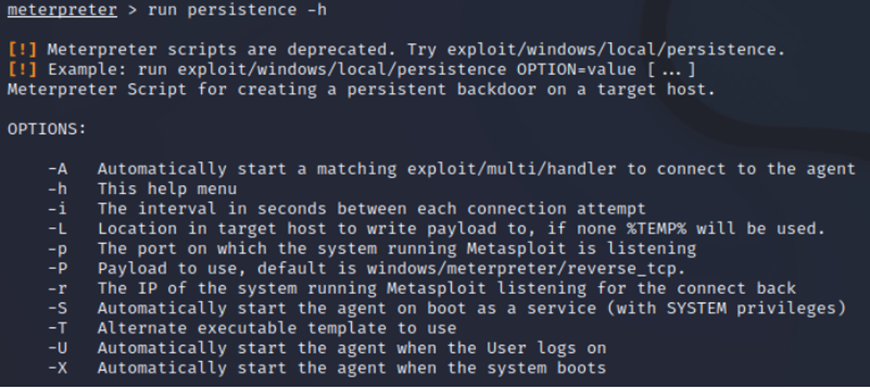 meterpreter > run persistence -h
[!] Meterpreter scripts are deprecated. Try exploit/windows/local/persistence.
[!] Example: run exploit/windows/local/persistence OPTION=value [...]
Meterpreter Script for creating a persistent backdoor on a target host.
OPTIONS:
-A Automatically start a matching exploit/multi/handler to connect to the agent
-h This help menu
-i The interval in seconds between each connection attempt
-L Location in target host to write payload to, if none %TEMP% will be used.
-p The port on which the system running Metasploit is listening
-P Payload to use, default is windows/meterpreter/reverse_tcp.
-r The IP of the system running Metasploit listening for the connect back
-S Automatically start the agent on boot as a service (with SYSTEM privileges)
-T Alternate executable template to use
-U Automatically start the agent when the User logs on
-X Automatically start the agent when the system boots